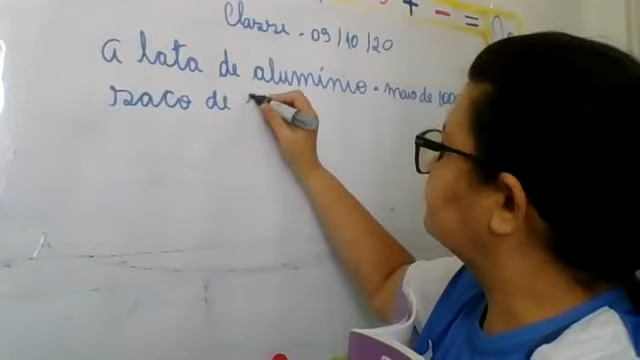 + - =
Classe - 09/10/20
a lata de alumínio - mais de 100
saco de